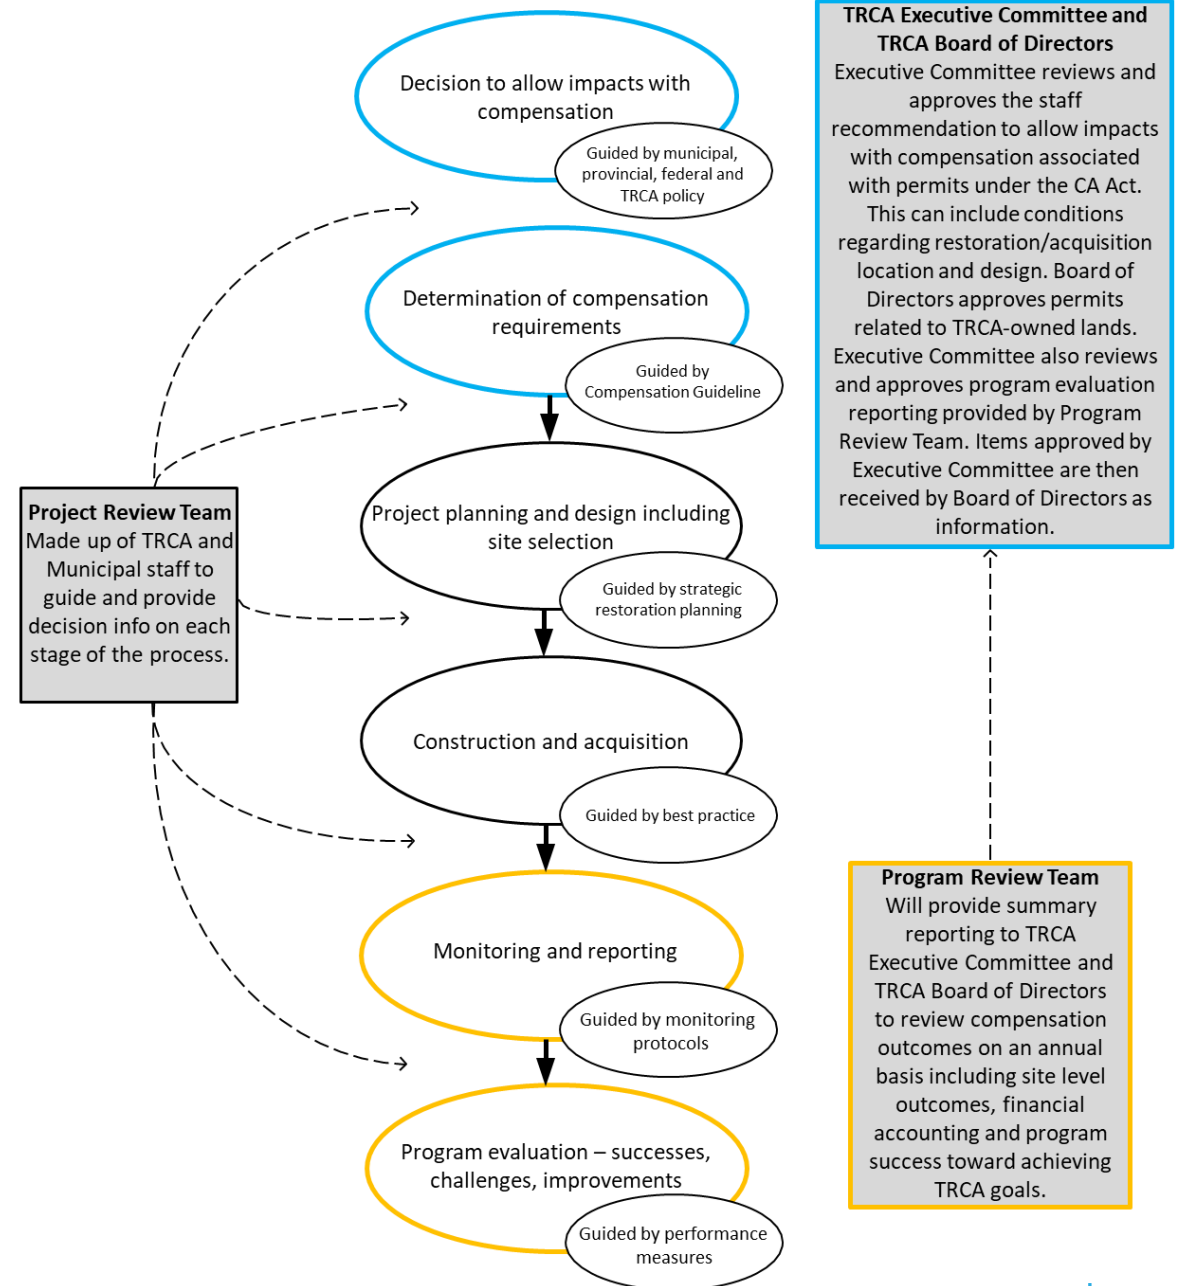 Decision to allow impacts with
compensation
Guided by municipal,
provincial, federal and
TRCA policy
Determination of compensation
requirements
Guided by
Compensation Guideline
Project planning and design including
site selection
Guided by strategic
restoration planning
Construction and acquisition
Guided by best practice
Monitoring and reporting
Guided by monitoring
protocols
Program evaluation – successes,
challenges, improvements
Guided by performance
measures
Project Review Team
Made up of TRCA and
Municipal staff to
guide and provide
decision info on each
stage of the process.
TRCA Executive Committee and
TRCA Board of Directors
Executive Committee reviews and
approves the staff
recommendation to allow impacts
with compensation associated
with permits under the CA Act.
This can include conditions
regarding restoration/acquisition
location and design. Board of
Directors approves permits
related to TRCA-owned lands.
Executive Committee also reviews
and approves program evaluation
reporting provided by Program
Review Team. Items approved by
Executive Committee are then
received by Board of Directors as
information.
Program Review Team
Will provide summary
reporting to TRCA
Executive Committee and
TRCA Board of Directors
to review compensation
outcomes on an annual
basis including site level
outcomes, financial
accounting and program
success toward achieving
TRCA goals.